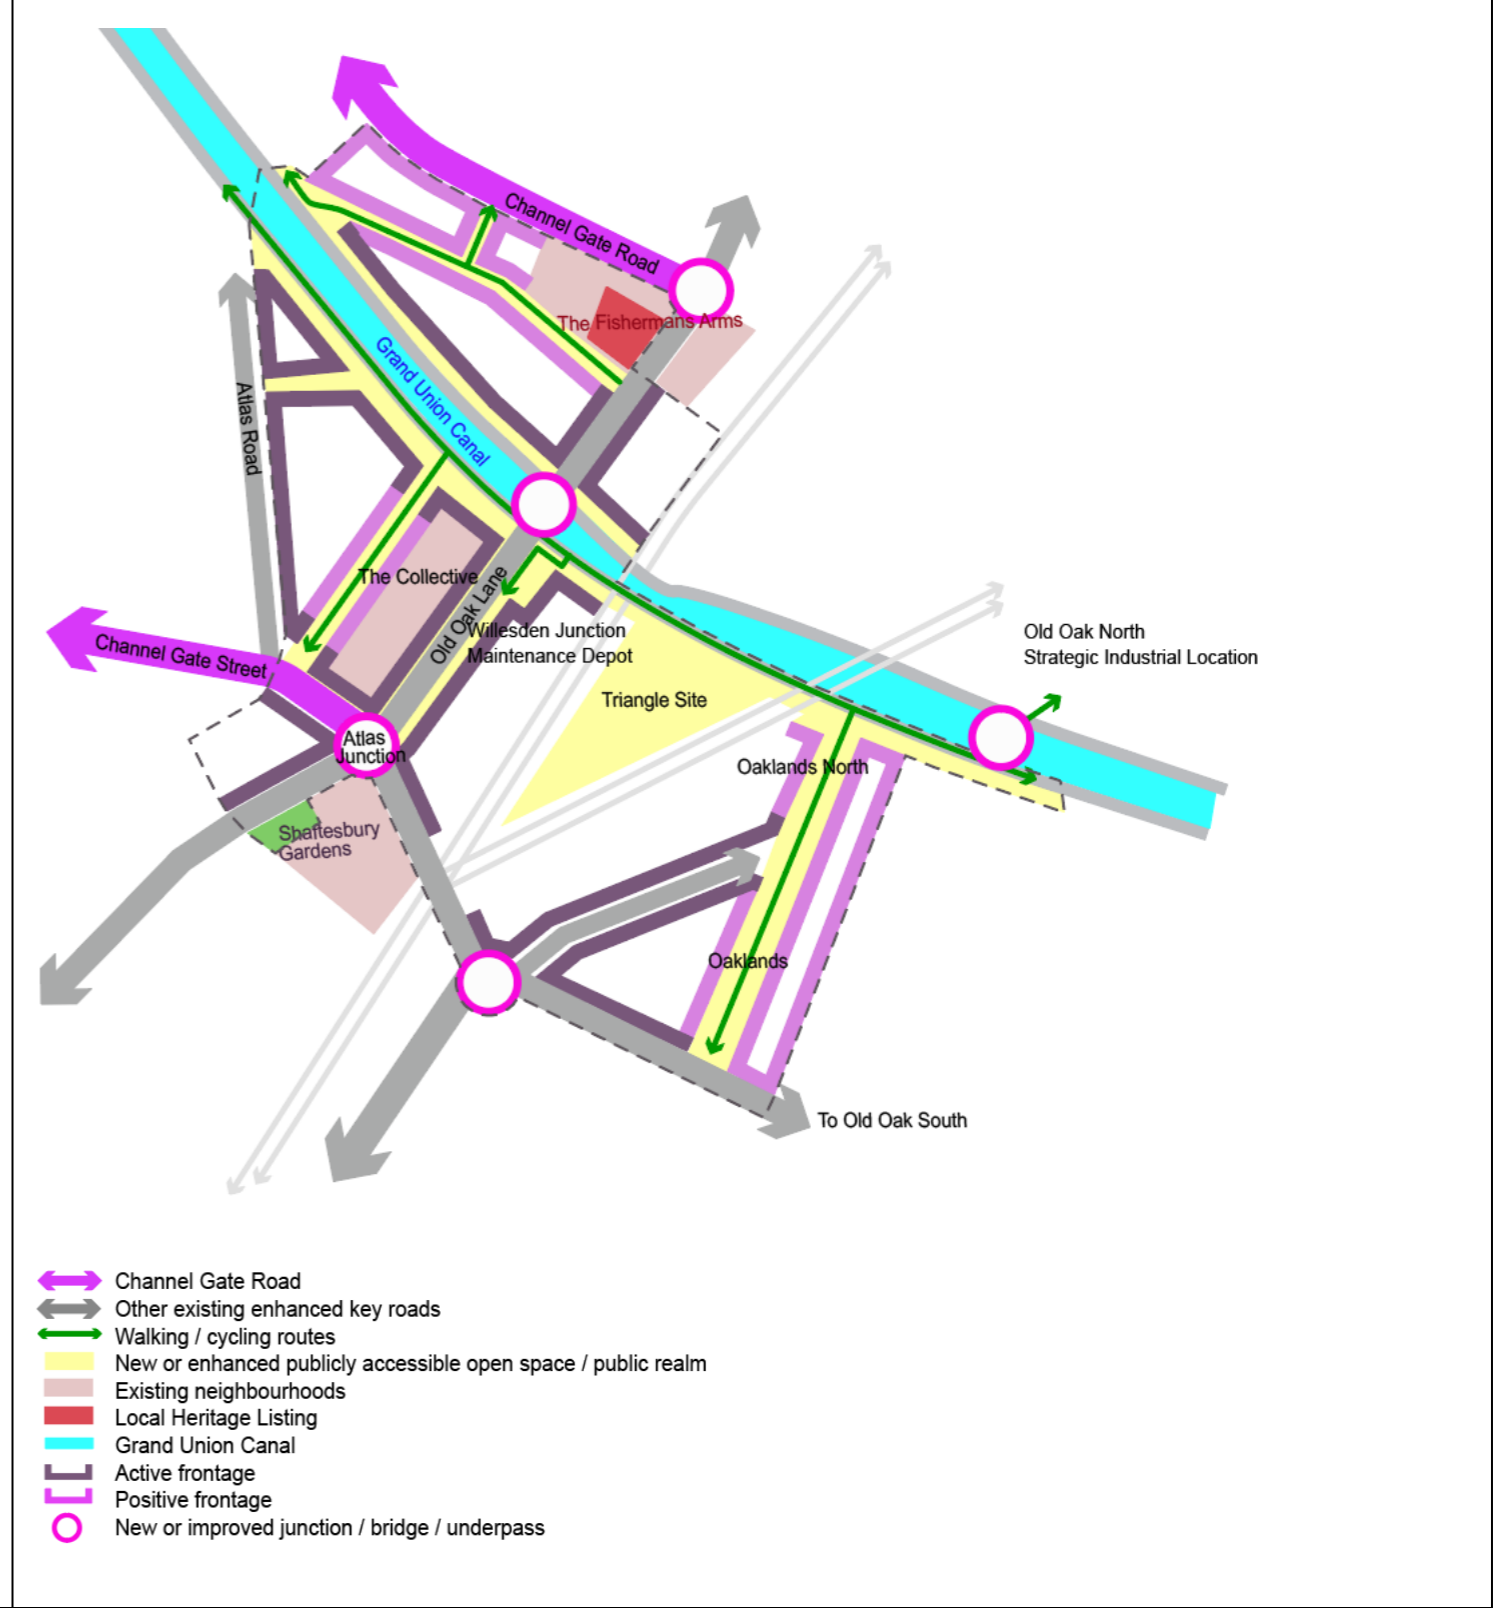 Channel Gate Road
The Fishermans Arms
Grand Union Canal
Atlas Road
The Collective
Old Oak Lane
Willesden Junction
Maintenance Depot
Old Oak North
Strategic Industrial Location
Channel Gate Street
Triangle Site
Atlas
Junction
Oaklands North
Shaftesbury
Gardens
Oaklands
To Old Oak South
Channel Gate Road
Other existing enhanced key roads
Walking / cycling routes
New or enhanced publicly accessible open space / public realm
Existing neighbourhoods
Local Heritage Listing
Grand Union Canal
Active frontage
Positive frontage
New or improved junction / bridge / underpass